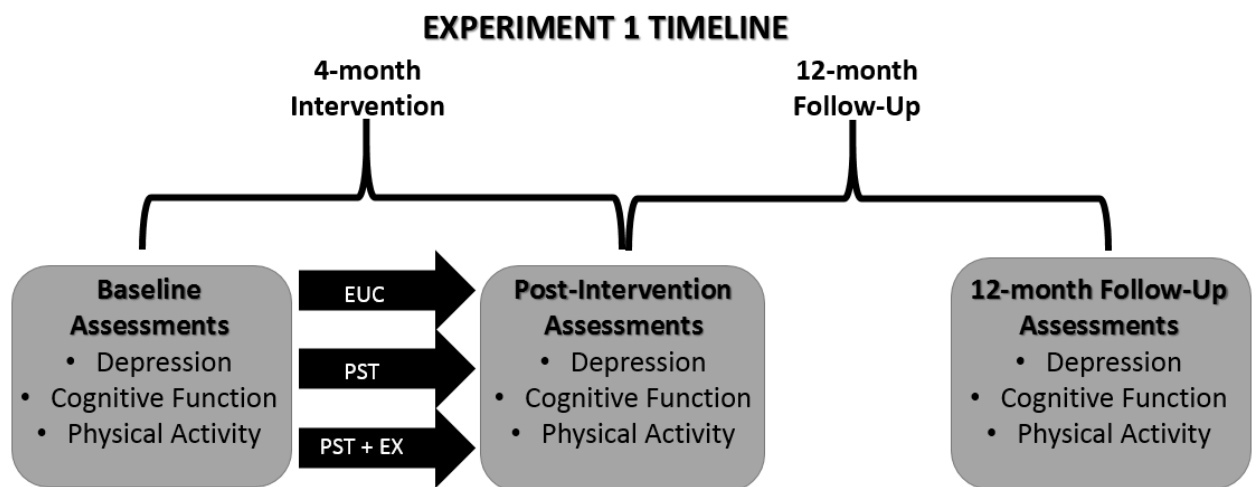 EXPERIMENT 1 TIMELINE
4-month
Intervention
12-month
Follow-Up
Baseline
Assessments
• Depression
• Cognitive Function
• Physical Activity
EUC
PST
PST + EX
Post-Intervention
Assessments
• Depression
• Cognitive Function
• Physical Activity
12-month Follow-Up
Assessments
• Depression
• Cognitive Function
• Physical Activity